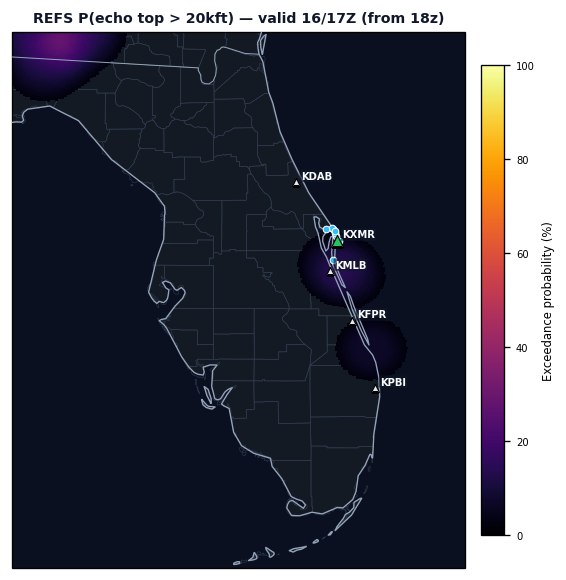 REFS P(echo top > 20kft) — valid 16/17Z (from 18z)
KDAB
KXMR
KMLB
KFPR
KPBI
100
80
60
40
20
0
Exceedance probability (%)